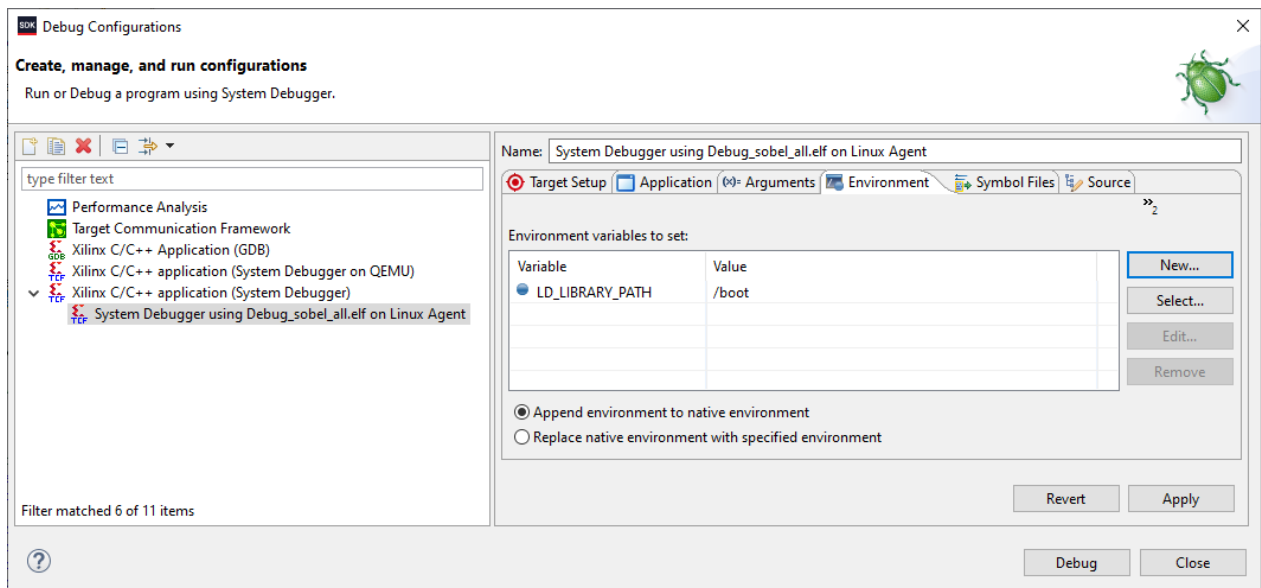 SDK Debug Configurations
Create, manage, and run configurations
Run or Debug a program using System Debugger.
type filter text
Performance Analysis
Target Communication Framework
GDB Xilinx C/C++ Application (GDB)
TCF Xilinx C/C++ application (System Debugger on QEMU)
TCF Xilinx C/C++ application (System Debugger)
TCF System Debugger using Debug_sobel_all.elf on Linux Agent
Filter matched 6 of 11 items
Name: System Debugger using Debug_sobel_all.elf on Linux Agent
Target Setup Application (x)= Arguments Environment Symbol Files Source
»2
Environment variables to set:
Variable Value
LD_LIBRARY_PATH /boot
New...
Select...
Edit...
Remove
Append environment to native environment
Replace native environment with specified environment
Revert Apply
? Debug Close